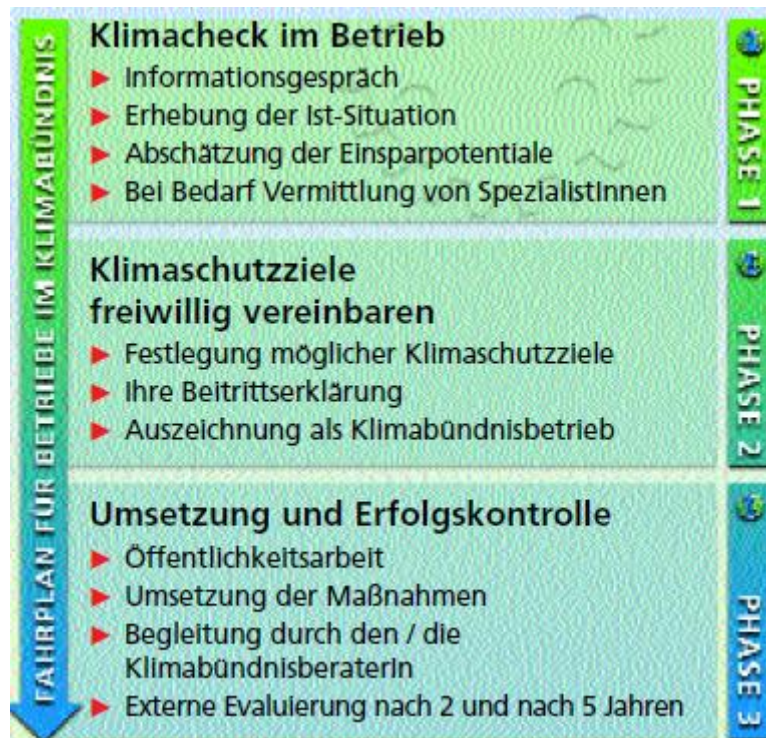 FAHRPLAN FÜR BETRIEBE IM KLIMABÜNDNIS
Klimacheck im Betrieb
► Informationsgespräch
► Erhebung der Ist-Situation
► Abschätzung der Einsparpotentiale
► Bei Bedarf Vermittlung von SpezialistInnen
PHASE 1
Klimaschutzziele
freiwillig vereinbaren
► Festlegung möglicher Klimaschutzziele
► Ihre Beitrittserklärung
► Auszeichnung als Klimabündnisbetrieb
PHASE 2
Umsetzung und Erfolgskontrolle
► Öffentlichkeitsarbeit
► Umsetzung der Maßnahmen
► Begleitung durch den / die
KlimabündnisberaterIn
► Externe Evaluierung nach 2 und nach 5 Jahren
PHASE 3